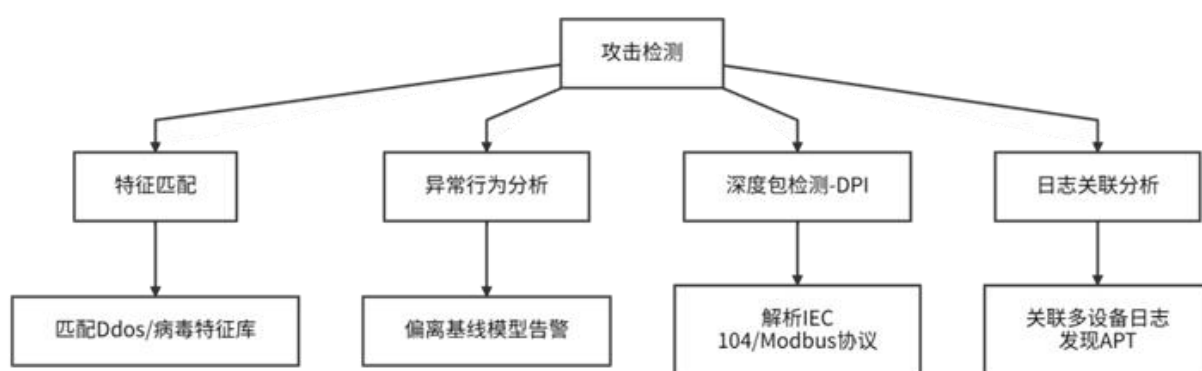 攻击检测
特征匹配
异常行为分析
深度包检测-DPI
日志关联分析
匹配Ddos/病毒特征库
偏离基线模型告警
解析IEC
104/Modbus协议
关联多设备日志
发现APT